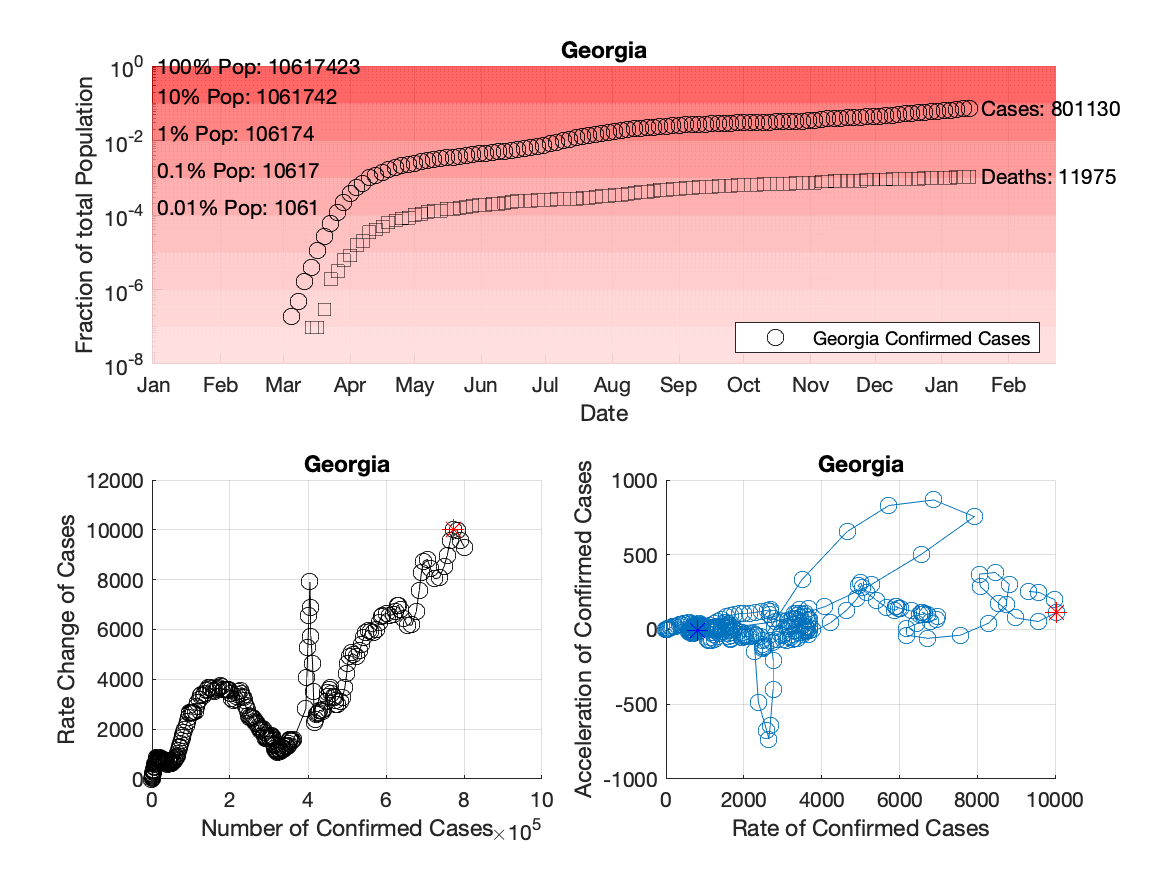 Georgia
10^0
100% Pop: 10617423
10% Pop: 1061742
Cases: 801130
10^-2
1% Pop: 106174
0.1% Pop: 10617
Deaths: 11975
10^-4
0.01% Pop: 1061
10^-6
Georgia Confirmed Cases
10^-8
Fraction of total Population
Jan Feb Mar Apr May Jun Jul Aug Sep Oct Nov Dec Jan Feb
Date
Georgia
12000
10000
8000
6000
4000
2000
0
Rate Change of Cases
0 2 4 6 8 10
Number of Confirmed Cases ×10^5
Georgia
1000
500
0
-500
-1000
Acceleration of Confirmed Cases
0 2000 4000 6000 8000 10000
Rate of Confirmed Cases